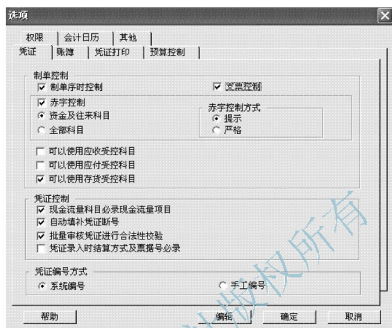 选项
权限 会计日历 其他
凭证 账簿 凭证打印 预算控制
制单控制
制单序时控制 支票控制
赤字控制 赤字控制方式
资金及往来科目 提示
全部科目 严格
可以使用应收受控科目
可以使用应付受控科目
可以使用存货受控科目
凭证控制
现金流量科目必录现金流量项目
自动填补凭证断号
批量审核凭证进行合法性校验
凭证录入时结算方式及票据号必录
凭证编号方式
系统编号 手工编号
帮助 编辑 确定 取消
版权所有